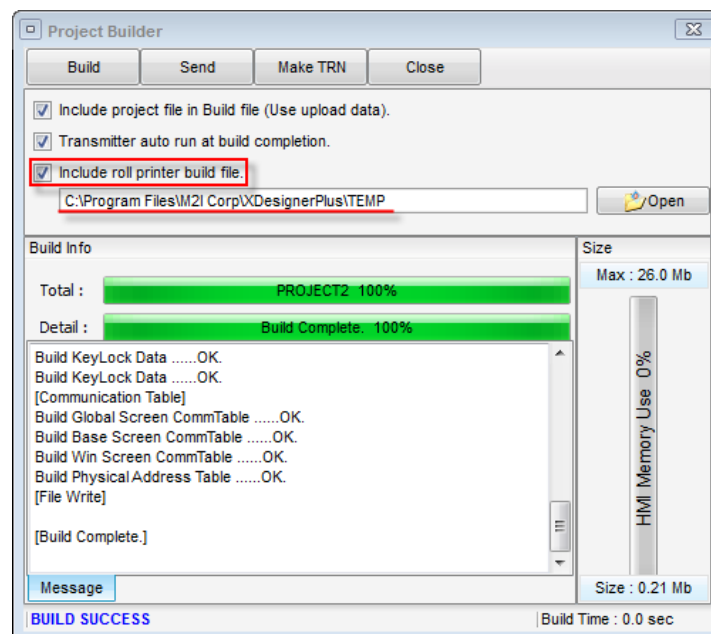 Project Builder
Build Send Make TRN Close
Include project file in Build file (Use upload data).
Transmitter auto run at build completion.
Include roll printer build file.
C:\Program Files\M2I Corp\XDesignerPlus\TEMP Open
Build Info Size
Max : 26.0 Mb
Total : PROJECT2 100%
Detail : Build Complete. 100%
Build KeyLock Data ......OK.
Build KeyLock Data ......OK.
[Communication Table]
Build Global Screen CommTable ......OK.
Build Base Screen CommTable ......OK.
Build Win Screen CommTable ......OK.
Build Physical Address Table ......OK.
[File Write]
[Build Complete.]
HMI Memory Use 0%
Message Size : 0.21 Mb
BUILD SUCCESS Build Time : 0.0 sec